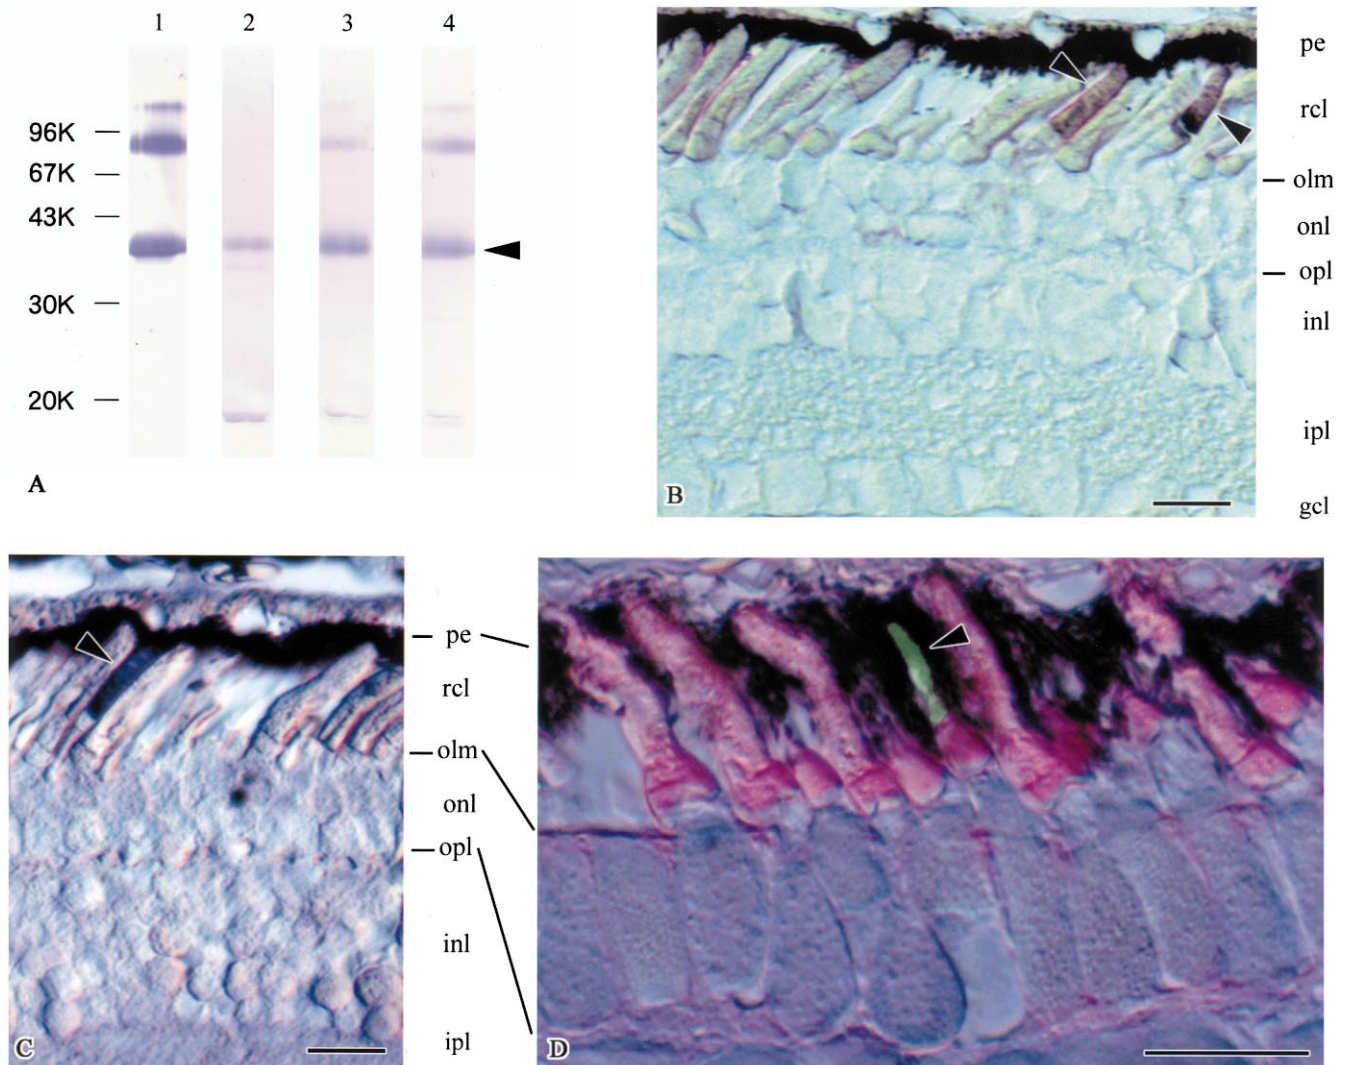 1 2 3 4
96K
67K
43K
30K
20K
A
pe
rcl
olm
onl
opl
inl
ipl
gcl
B
pe
rcl
olm
onl
opl
inl
ipl
C
D